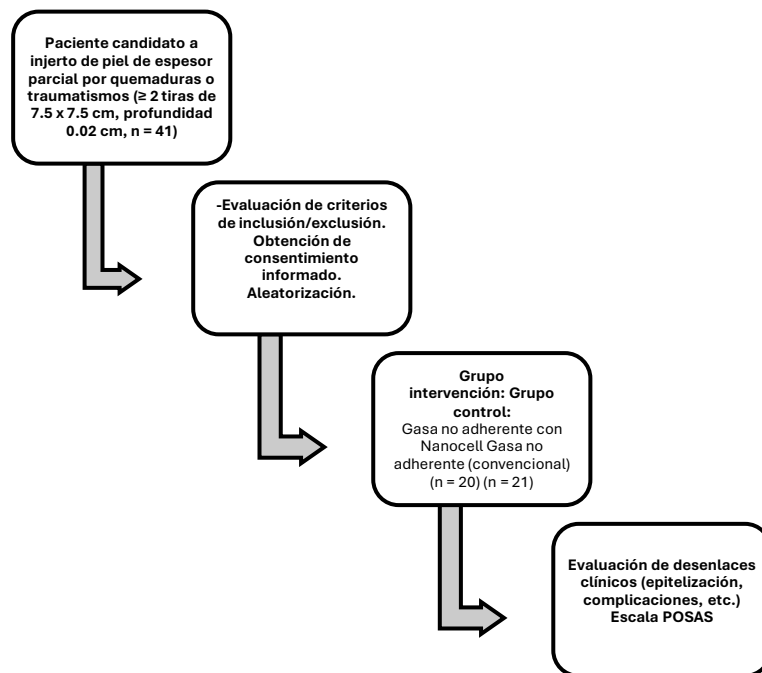 Paciente candidato a
injerto de piel de espesor
parcial por quemaduras o
traumatismos (≥ 2 tiras de
7.5 x 7.5 cm, profundidad
0.02 cm, n = 41)
-Evaluación de criterios
de inclusión/exclusión.
Obtención de
consentimiento
informado.
Aleatorización.
Grupo
intervención: Grupo
control:
Gasa no adherente con
Nanocell Gasa no
adherente (convencional)
(n = 20) (n = 21)
Evaluación de desenlaces
clínicos (epitelización,
complicaciones, etc.)
Escala POSAS